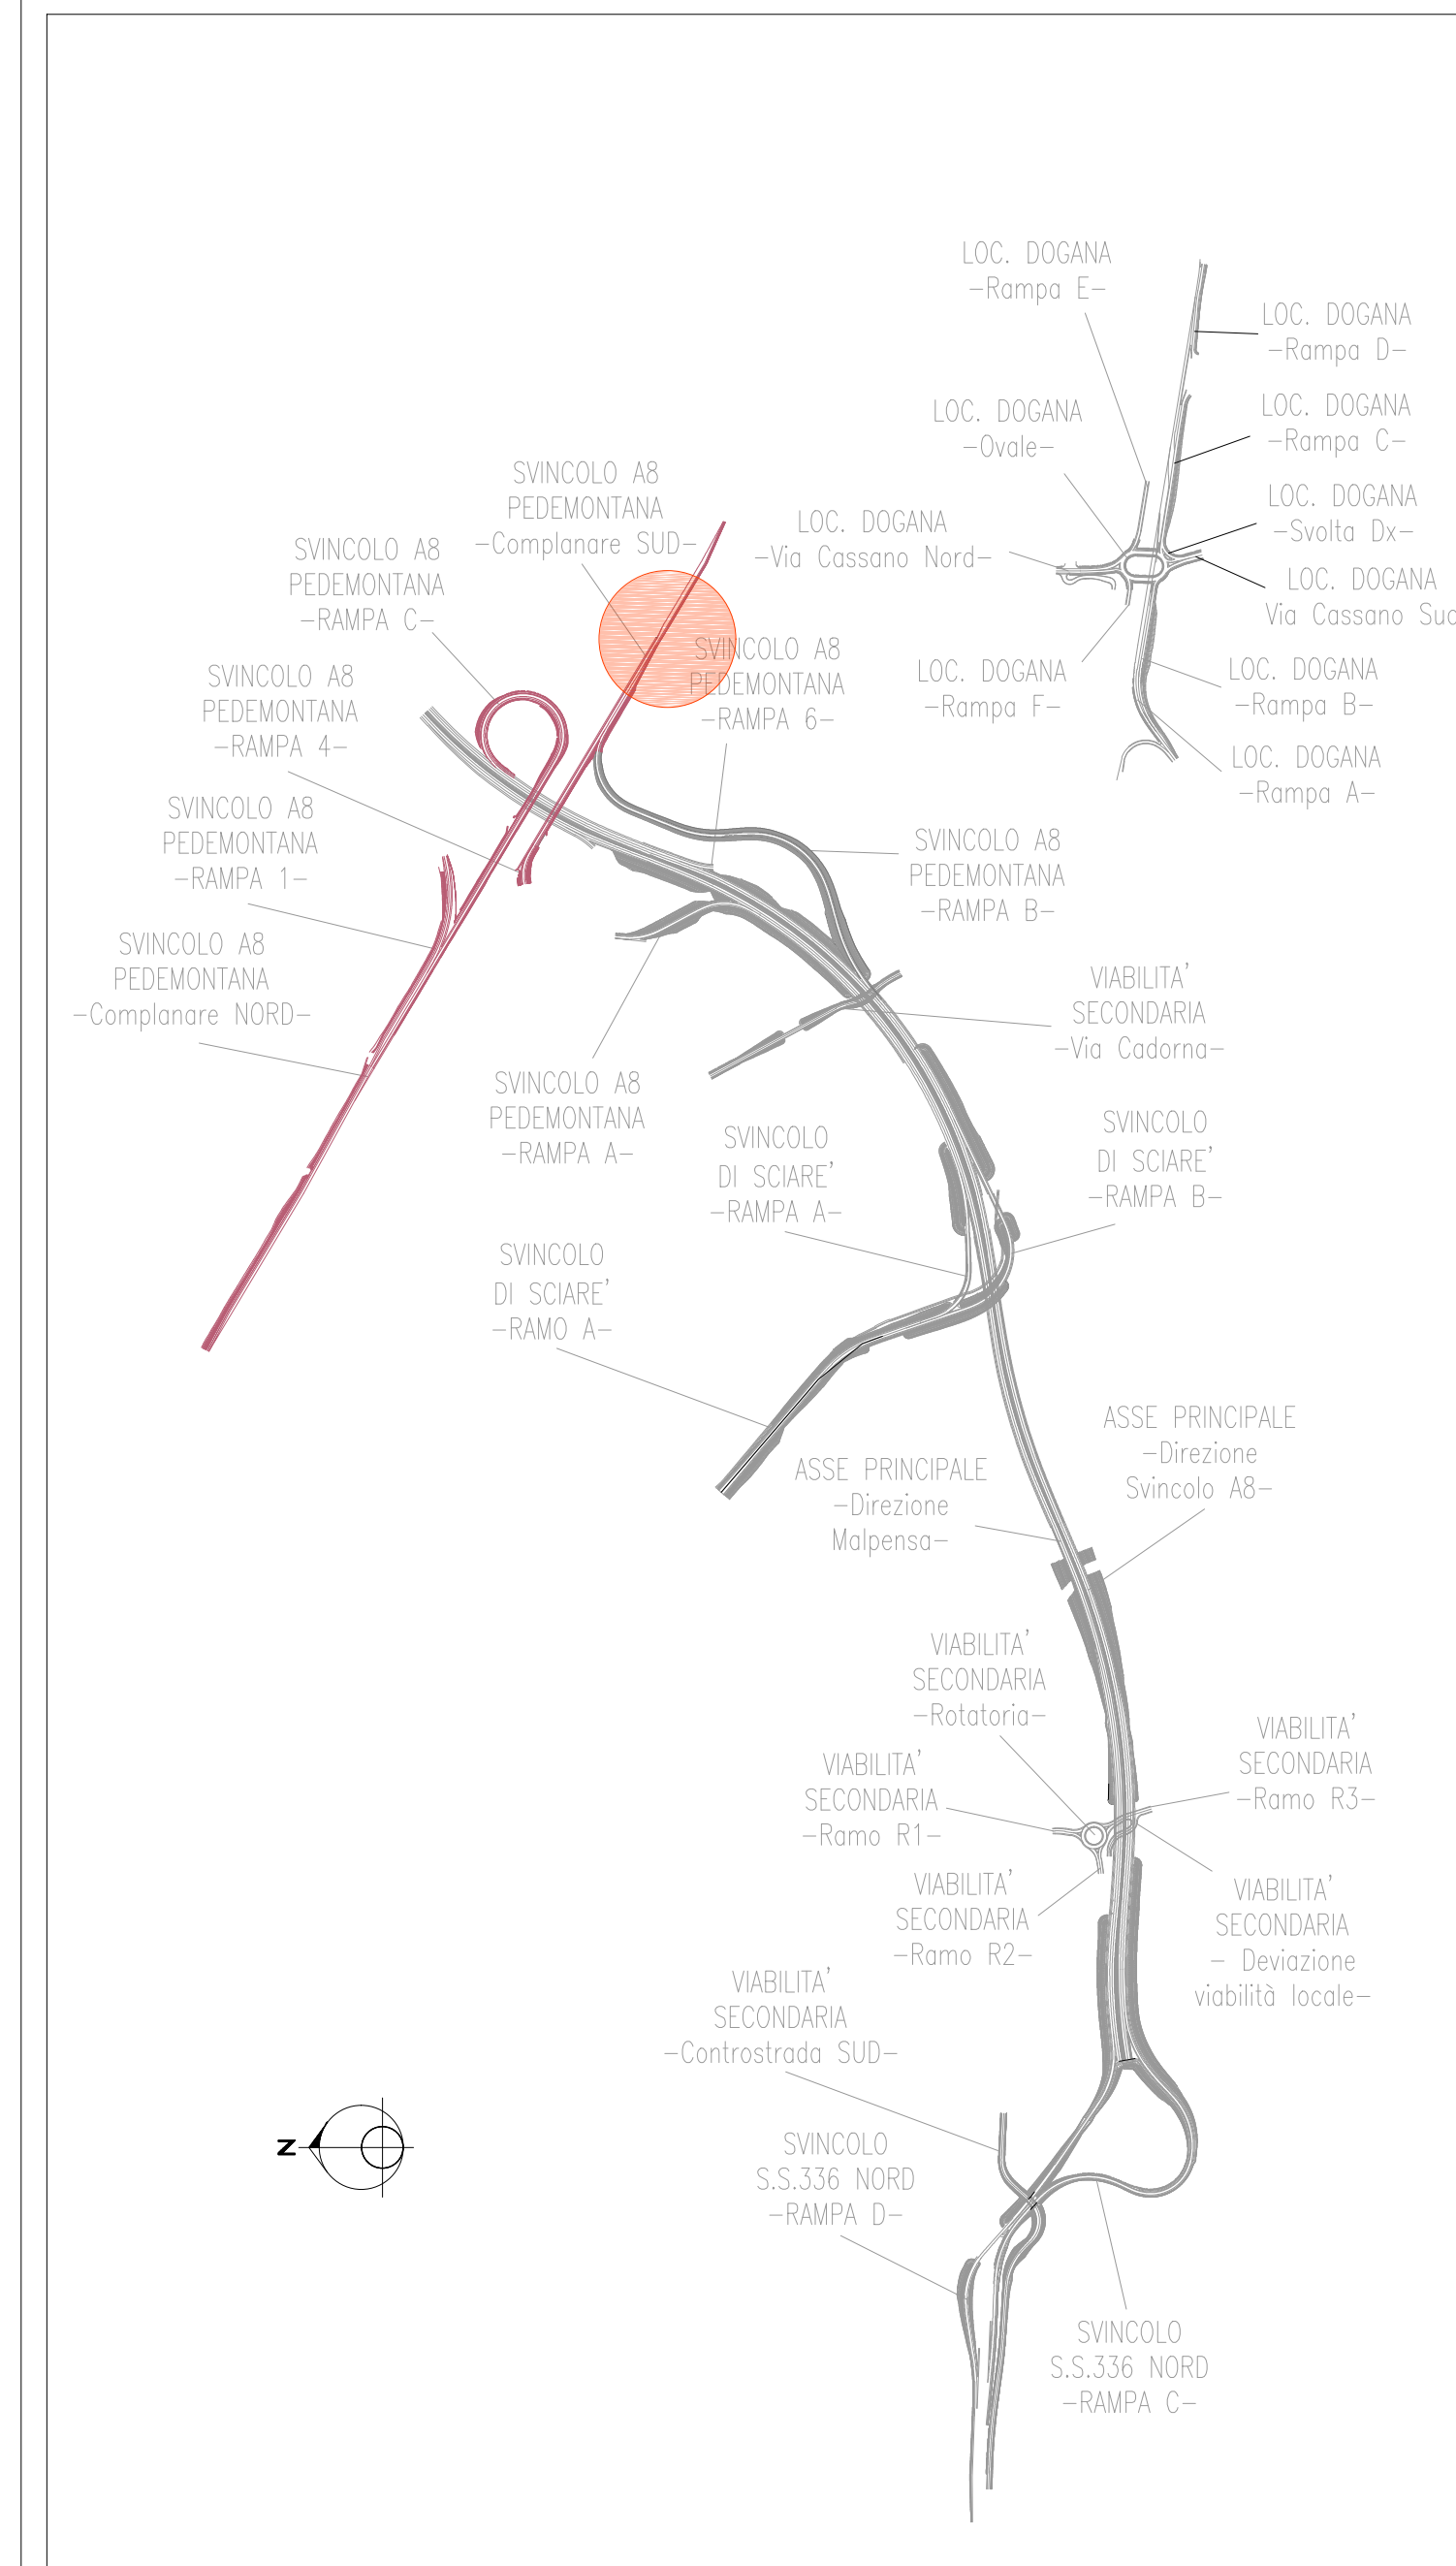 LOC. DOGANA
-Rampa E-
LOC. DOGANA
-Rampa D-
LOC. DOGANA
-Ovale-
LOC. DOGANA
-Rampa C-
SVINCOLO A8
PEDEMONTANA
-Complanare SUD-
LOC. DOGANA
-Via Cassano Nord-
LOC. DOGANA
-Svolta Dx-
SVINCOLO A8
PEDEMONTANA
-RAMPA C-
LOC. DOGANA
Via Cassano Sud
SVINCOLO A8
PEDEMONTANA
-RAMPA 6-
SVINCOLO A8
PEDEMONTANA
-RAMPA 4-
LOC. DOGANA
-Rampa F-
LOC. DOGANA
-Rampa B-
LOC. DOGANA
-Rampa A-
SVINCOLO A8
PEDEMONTANA
-RAMPA 1-
SVINCOLO A8
PEDEMONTANA
-RAMPA B-
SVINCOLO A8
PEDEMONTANA
-Complanare NORD-
VIABILITA'
SECONDARIA
-Via Cadorna-
SVINCOLO A8
PEDEMONTANA
-RAMPA A-
SVINCOLO
DI SCIARE'
-RAMPA A-
SVINCOLO
DI SCIARE'
-RAMPA B-
SVINCOLO
DI SCIARE'
-RAMO A-
ASSE PRINCIPALE
-Direzione
Svincolo A8-
ASSE PRINCIPALE
-Direzione
Malpensa-
VIABILITA'
SECONDARIA
-Rotatoria-
VIABILITA'
SECONDARIA
-Ramo R3-
VIABILITA'
SECONDARIA
-Ramo R1-
VIABILITA'
SECONDARIA
-Ramo R2-
VIABILITA'
SECONDARIA
- Deviazione
viabilità locale-
VIABILITA'
SECONDARIA
-Controstrada SUD-
N
SVINCOLO
S.S.336 NORD
-RAMPA D-
SVINCOLO
S.S.336 NORD
-RAMPA C-